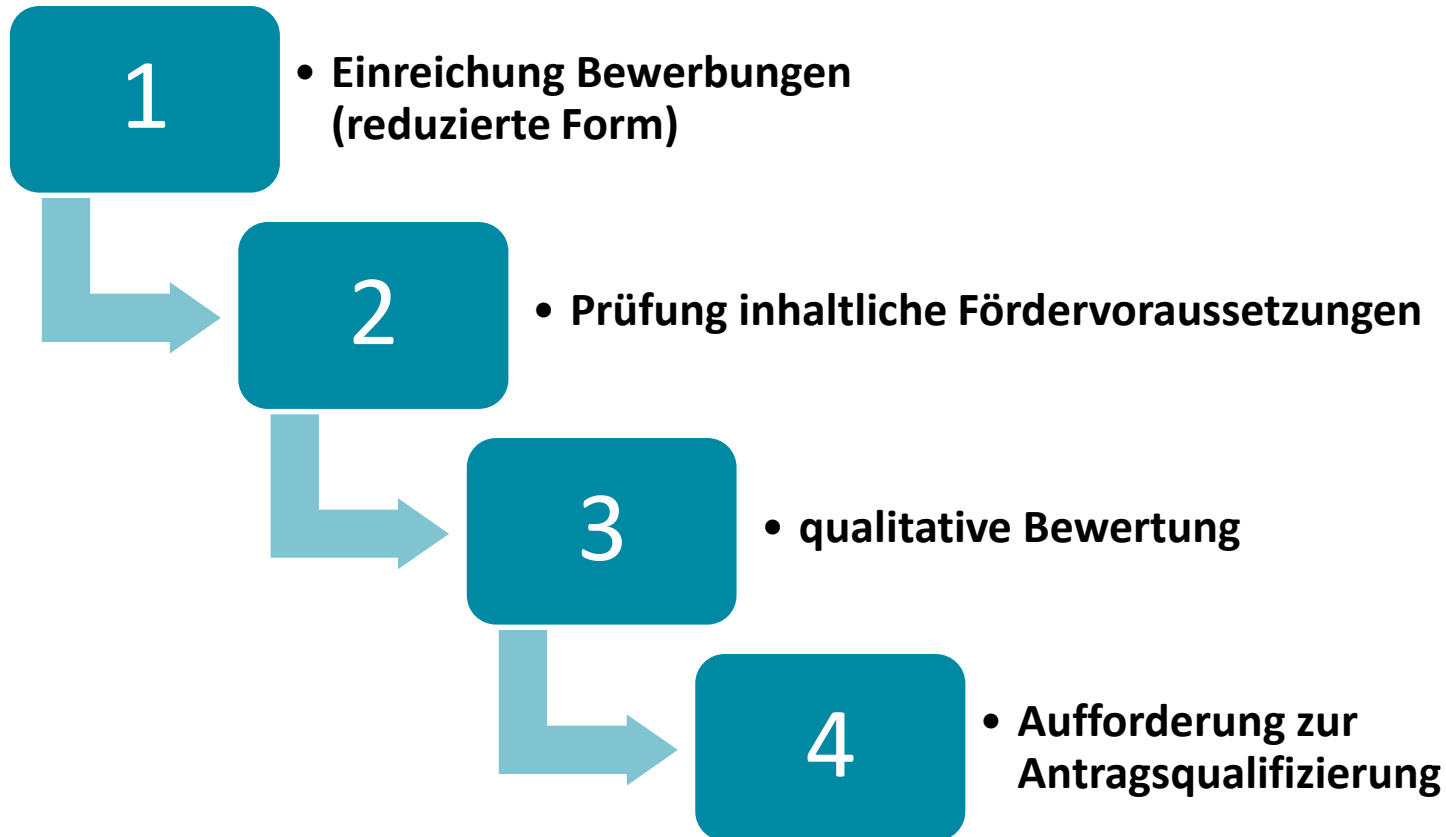 1
• Einreichung Bewerbungen
(reduzierte Form)
2
• Prüfung inhaltliche Fördervoraussetzungen
3
• qualitative Bewertung
4
• Aufforderung zur
Antragsqualifizierung